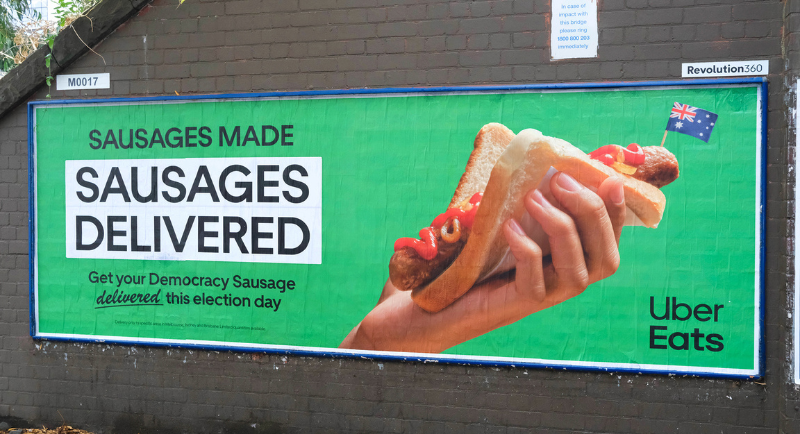 In case of
impact with
this bridge
please ring
immediately
M0017
Revolution360
SAUSAGES MADE
SAUSAGES
DELIVERED
Get your Democracy Sausage
delivered this election day
Uber
Eats